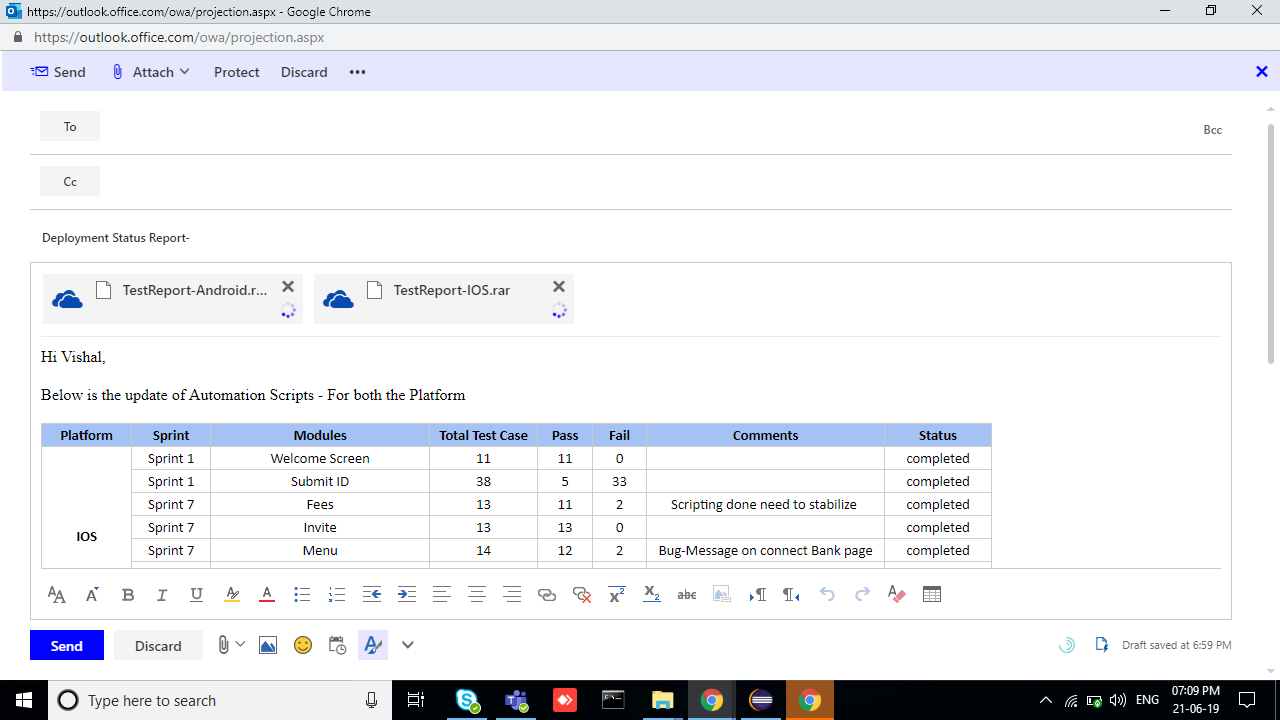 https://outlook.office.com/owa/projection.aspx - Google Chrome
https://outlook.office.com/owa/projection.aspx
Send Attach Protect Discard •••
To Bcc
Cc
Deployment Status Report-
TestReport-Android.r... TestReport-IOS.rar
Hi Vishal,
Below is the update of Automation Scripts - For both the Platform
Platform Sprint Modules Total Test Case Pass Fail Comments Status
Sprint 1 Welcome Screen 11 11 0 completed
Sprint 1 Submit ID 38 5 33 completed
Sprint 7 Fees 13 11 2 Scripting done need to stabilize completed
Sprint 7 Invite 13 13 0 completed
IOS
Sprint 7 Menu 14 12 2 Bug-Message on connect Bank page completed
Send Discard Draft saved at 6:59 PM
Type here to search
ENG
07:09 PM
21-06-19